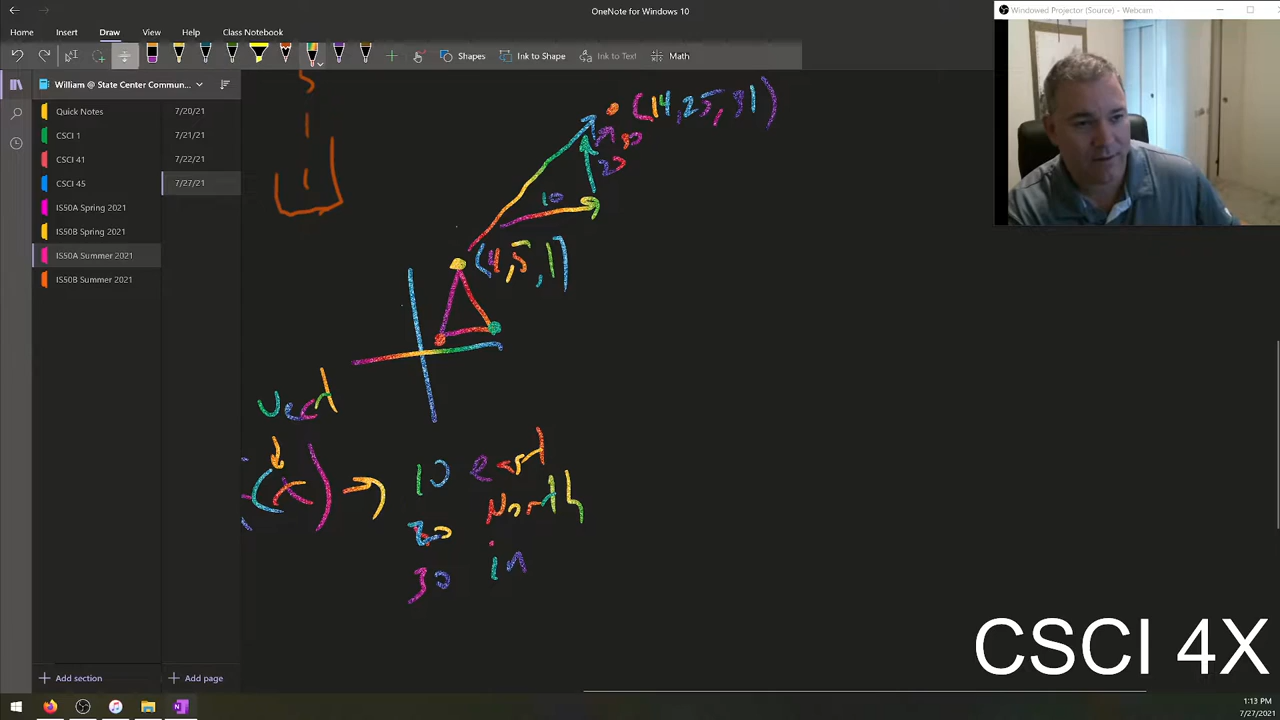 OneNote for Windows 10
Windowed Projector (Source) - Webcam
Home Insert Draw View Help Class Notebook
Shapes Ink to Shape Ink to Text Math
William @ State Center Commun...
Quick Notes
CSCI 1
CSCI 41
CSCI 45
IS50A Spring 2021
IS50B Spring 2021
IS50A Summer 2021
IS50B Summer 2021
7/20/21
7/21/21
7/22/21
7/27/21
(14,25,31)
20
10
(4,5,1)
(x)
10 east
20 North
30 in
CSCI 4X
Add section
Add page
1:13 PM
7/27/2021